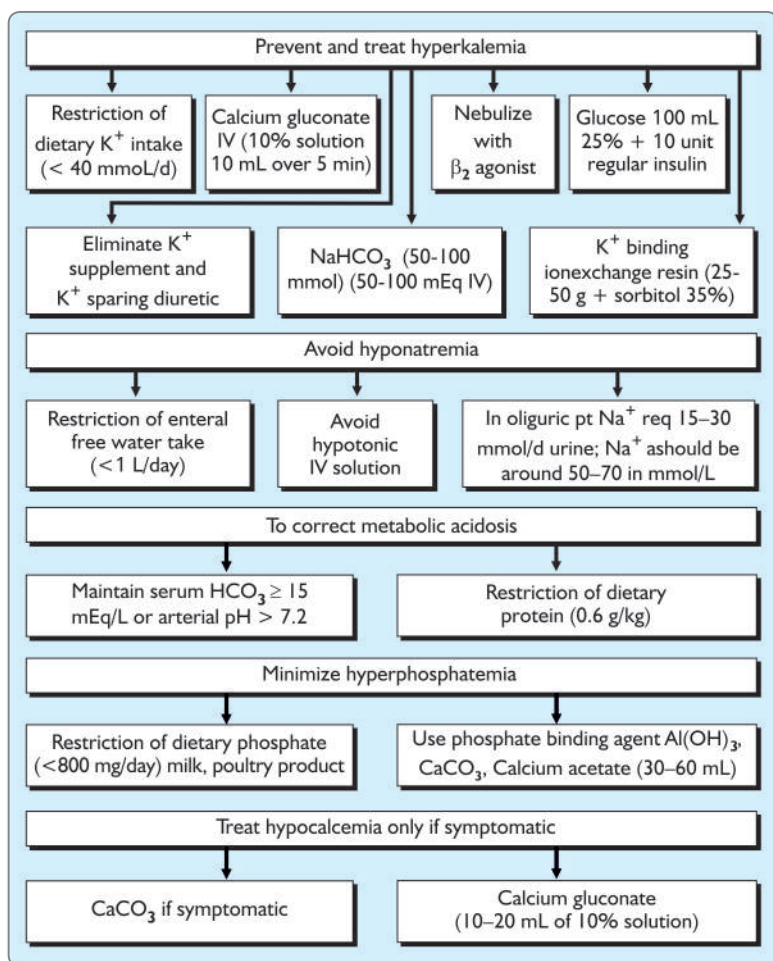 Prevent and treat hyperkalemia
Restriction of
dietary K⁺ intake
(< 40 mmoL/d)
Calcium gluconate
IV (10% solution
10 mL over 5 min)
Nebulize
with
β₂ agonist
Glucose 100 mL
25% + 10 unit
regular insulin
Eliminate K⁺
supplement and
K⁺ sparing diuretic
NaHCO₃ (50-100
mmol) (50-100 mEq IV)
K⁺ binding
ionexchange resin (25-
50 g + sorbitol 35%)
Avoid hyponatremia
Restriction of enteral
free water take
(<1 L/day)
Avoid
hypotonic
IV solution
In oliguric pt Na⁺ req 15–30
mmol/d urine; Na⁺ ashould be
around 50–70 in mmol/L
To correct metabolic acidosis
Maintain serum HCO₃ ≥ 15
mEq/L or arterial pH > 7.2
Restriction of dietary
protein (0.6 g/kg)
Minimize hyperphosphatemia
Restriction of dietary phosphate
(<800 mg/day) milk, poultry product
Use phosphate binding agent Al(OH)₃,
CaCO₃, Calcium acetate (30–60 mL)
Treat hypocalcemia only if symptomatic
CaCO₃ if symptomatic
Calcium gluconate
(10–20 mL of 10% solution)